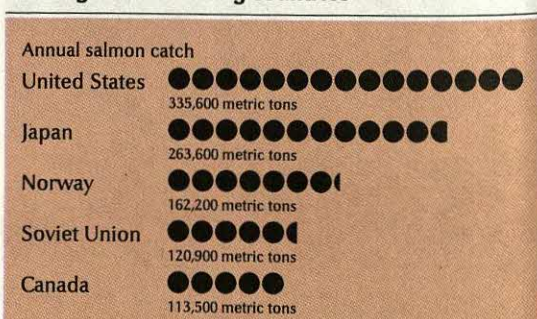 Annual salmon catch
United States
335,600 metric tons
Japan
263,600 metric tons
Norway
162,200 metric tons
Soviet Union
120,900 metric tons
Canada
113,500 metric tons